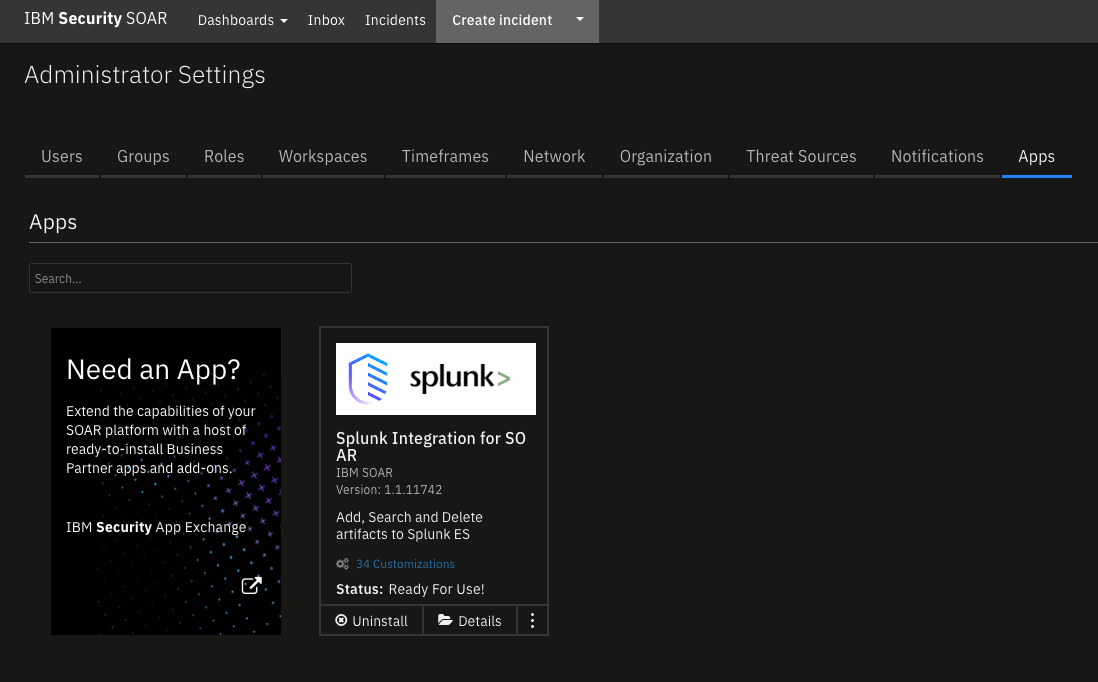 IBM Security SOAR Dashboards Inbox Incidents Create incident
Administrator Settings
Users Groups Roles Workspaces Timeframes Network Organization Threat Sources Notifications Apps
Apps
Search...
Need an App?
Extend the capabilities of your
SOAR platform with a host of
ready-to-install Business
Partner apps and add-ons.
IBM Security App Exchange
splunk>
Splunk Integration for SO
AR
IBM SOAR
Version: 1.1.11742
Add, Search and Delete
artifacts to Splunk ES
34 Customizations
Status: Ready For Use!
Uninstall Details